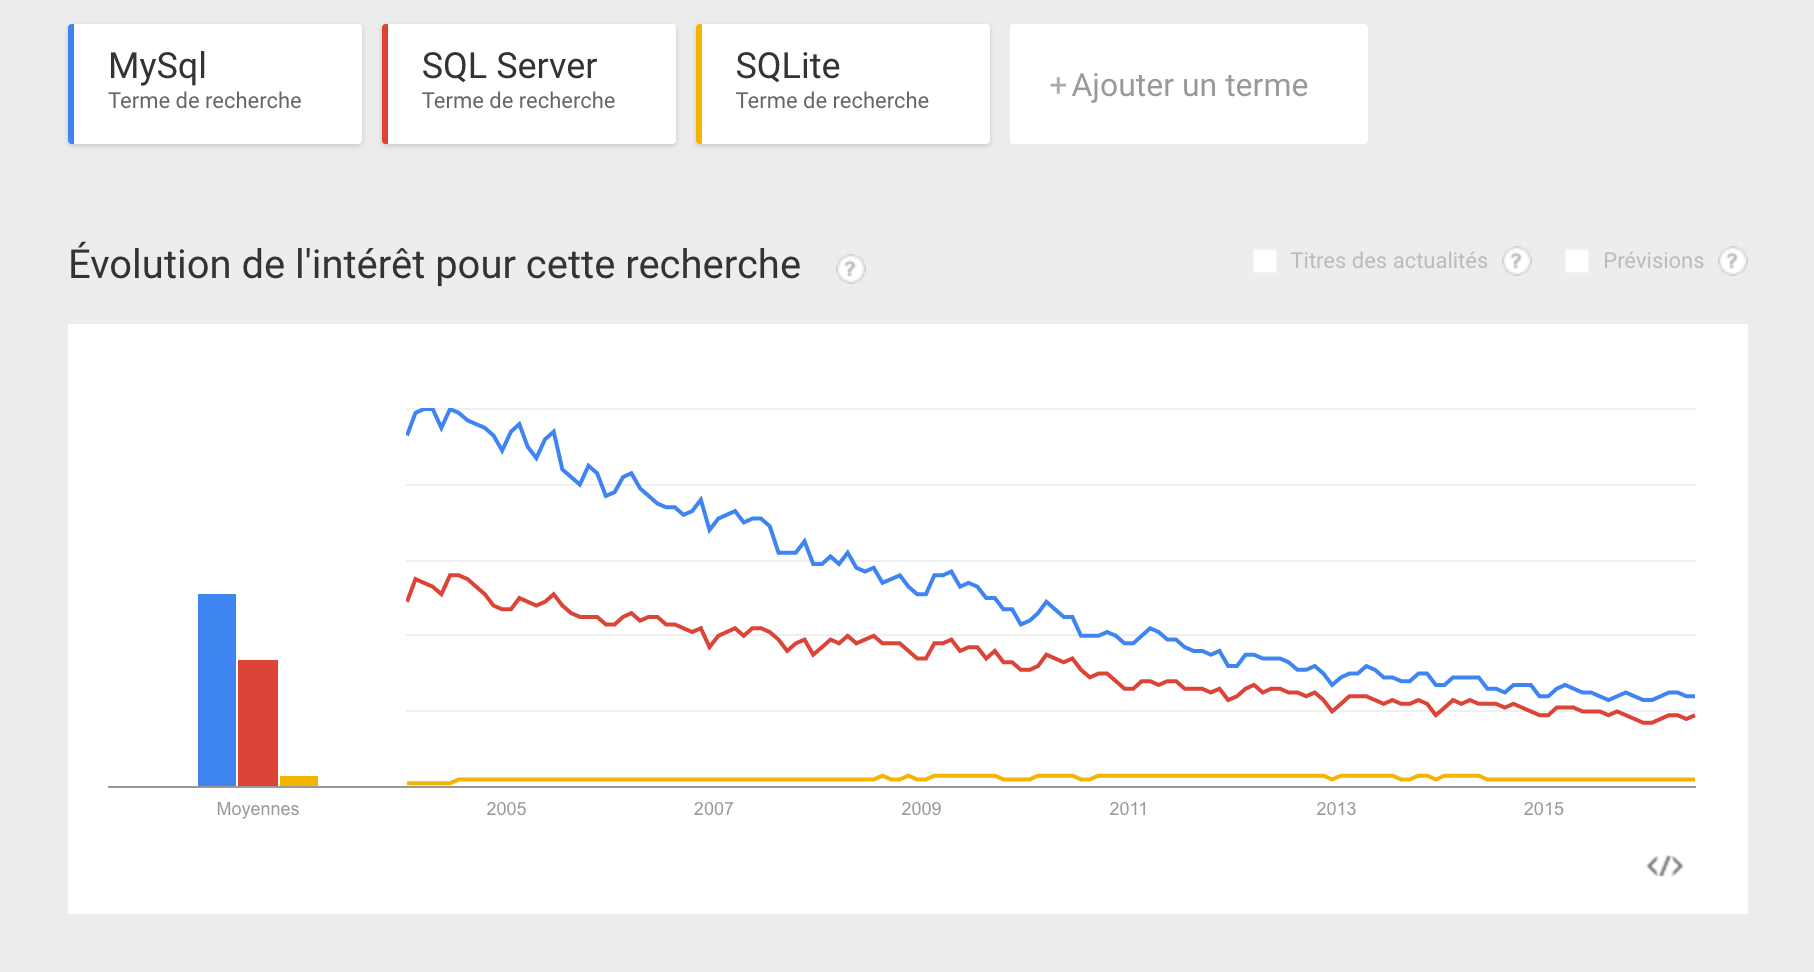 MySql
Terme de recherche
SQL Server
Terme de recherche
SQLite
Terme de recherche
+Ajouter un terme
Évolution de l'intérêt pour cette recherche ?
Titres des actualités ?
Prévisions ?
Moyennes 2005 2007 2009 2011 2013 2015
</>